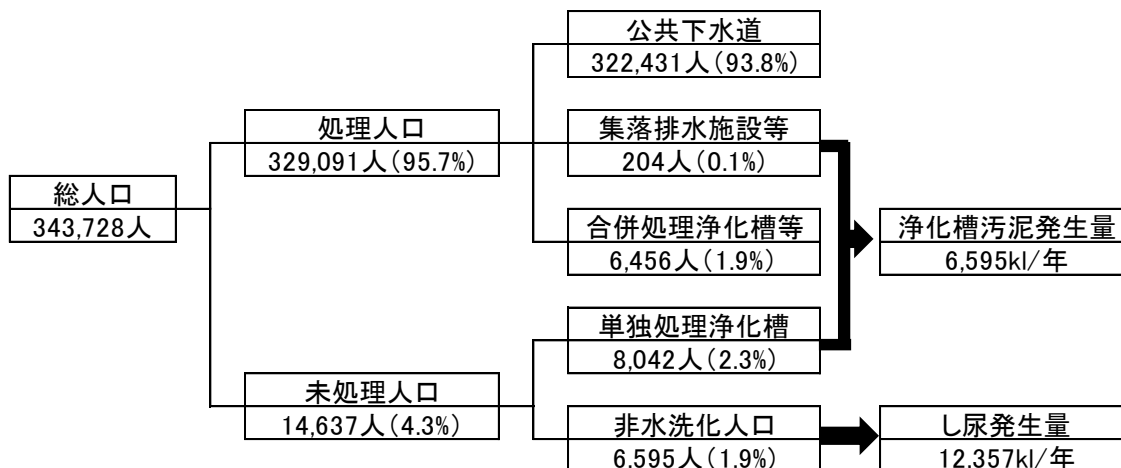 公共下水道
322,431人(93.8%)
処理人口
329,091人(95.7%)
集落排水施設等
204人(0.1%)
総人口
343,728人
合併処理浄化槽等
6,456人(1.9%)
浄化槽汚泥発生量
6,595kl/年
単独処理浄化槽
8,042人(2.3%)
未処理人口
14,637人(4.3%)
非水洗化人口
6,595人(1.9%)
し尿発生量
12,357kl/年